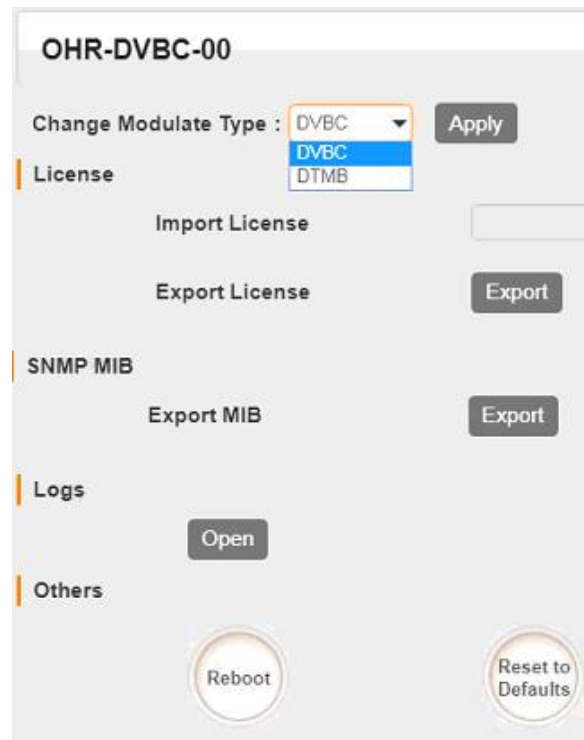 OHR-DVBC-00
Change Modulate Type : DVBC Apply
DVBC
DTMB
License
Import License
Export License Export
SNMP MIB
Export MIB Export
Logs
Open
Others
Reboot
Reset to
Defaults